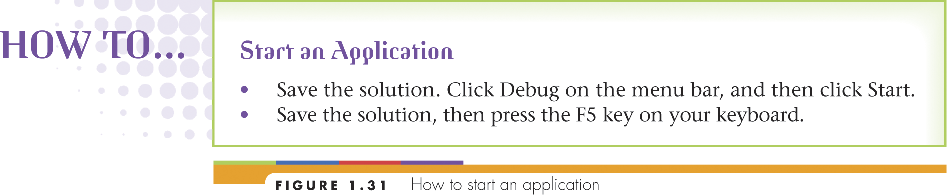 HOW TO...
Start an Application
• Save the solution. Click Debug on the menu bar, and then click Start.
• Save the solution, then press the F5 key on your keyboard.
FIGURE 1.31 How to start an application